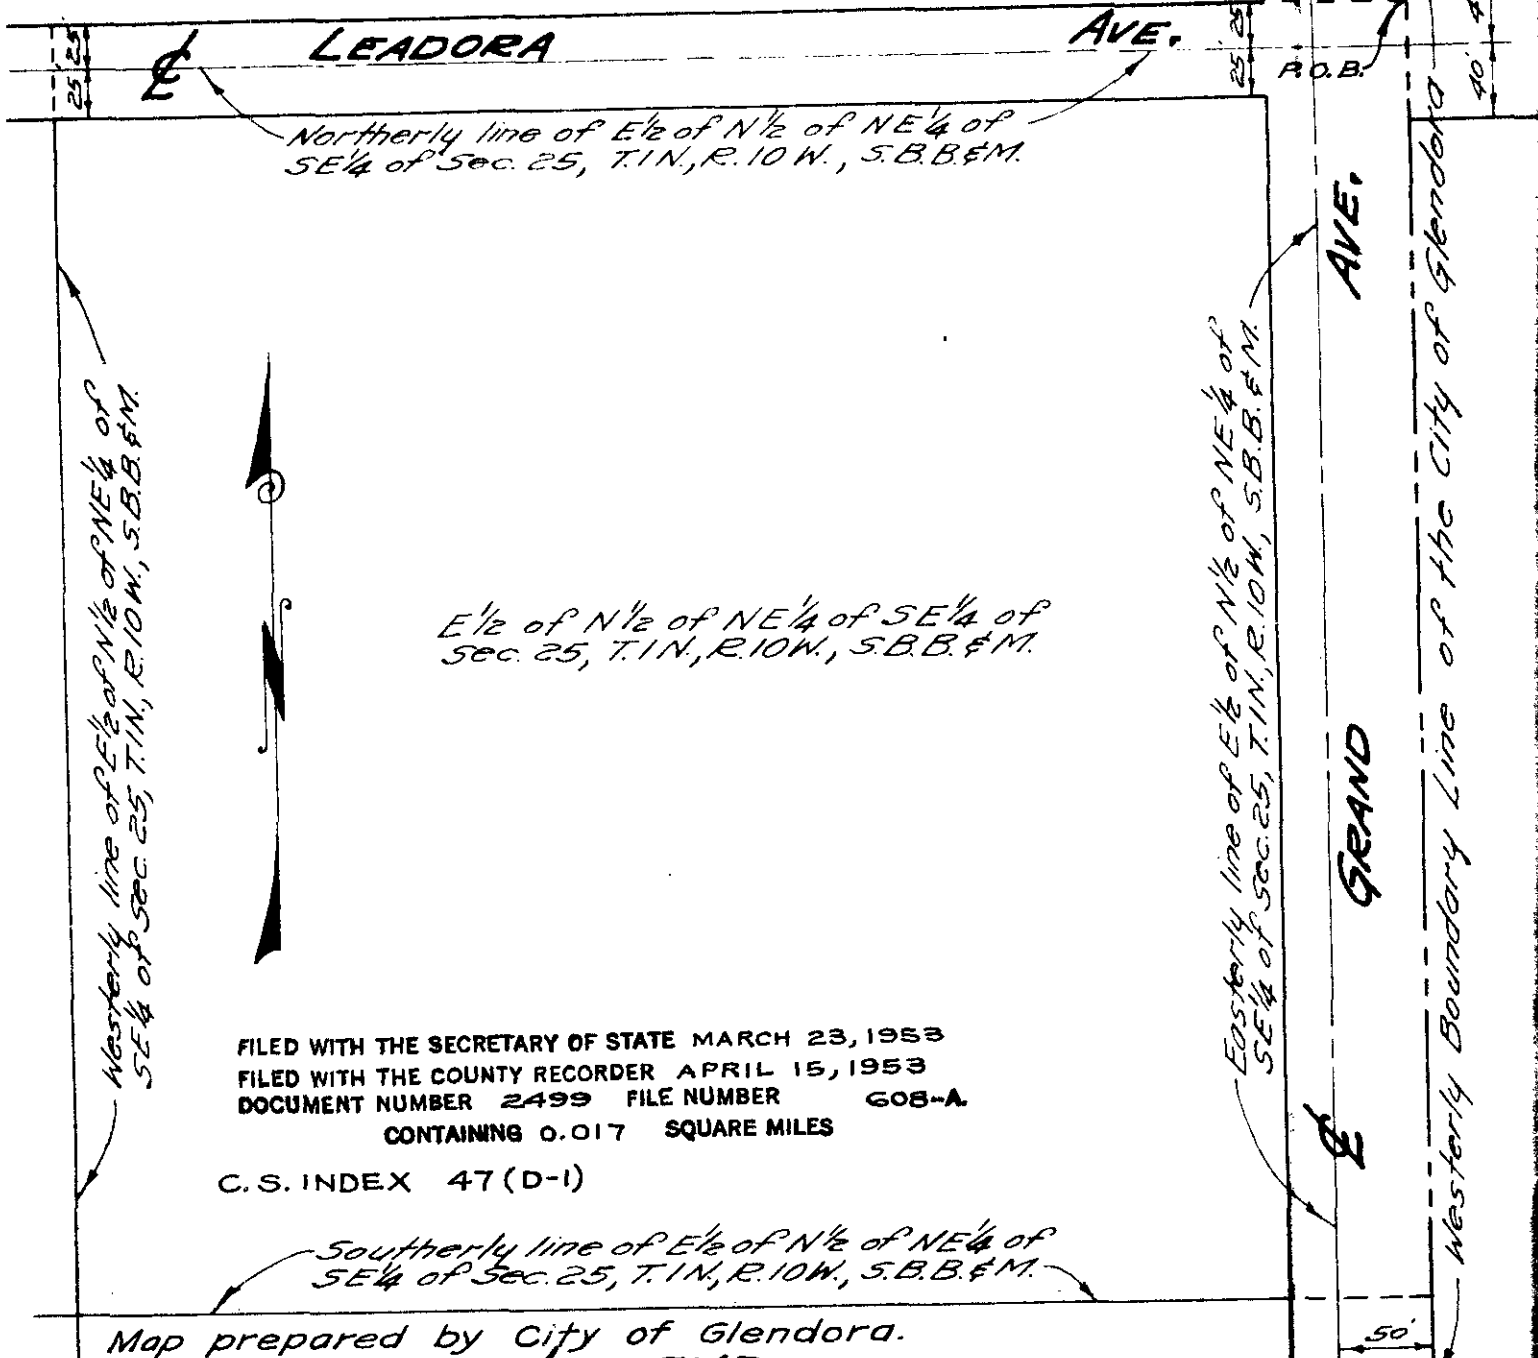 LEADORA AVE.
25 25
25 25
℄
P.O.B.
40'
Northerly line of E½ of N½ of NE¼ of
SE¼ of Sec. 25, T.1N., R.10W., S.B.B.&M.
Westerly line of E½ of N½ of NE¼ of
SE¼ of Sec. 25, T.1N., R.10W., S.B.B.&M.
E½ of N½ of NE¼ of SE¼ of
Sec. 25, T.1N., R.10W., S.B.B.&M.
Easterly line of E½ of N½ of NE¼ of
SE¼ of Sec. 25, T.1N., R.10W., S.B.B.&M.
℄ GRAND AVE.
Westerly Boundary Line of the City of Glendora
N
FILED WITH THE SECRETARY OF STATE MARCH 23, 1953
FILED WITH THE COUNTY RECORDER APRIL 15, 1953
DOCUMENT NUMBER 2499 FILE NUMBER 608-A.
CONTAINING 0.017 SQUARE MILES
C.S. INDEX 47(D-1)
Southerly line of E½ of N½ of NE¼ of
SE¼ of Sec. 25, T.1N., R.10W., S.B.B.&M.
50'
Map prepared by City of Glendora.